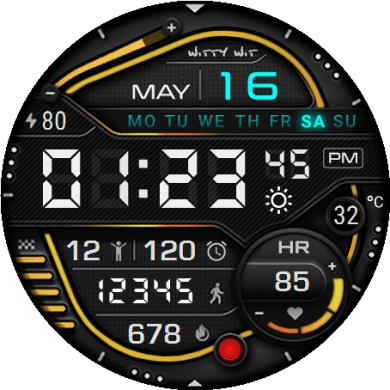 WITTY WIT
MAY 16
80 MO TU WE TH FR SA SU
01:23 45 PM
32 °C
12 120 HR
12345 85
678